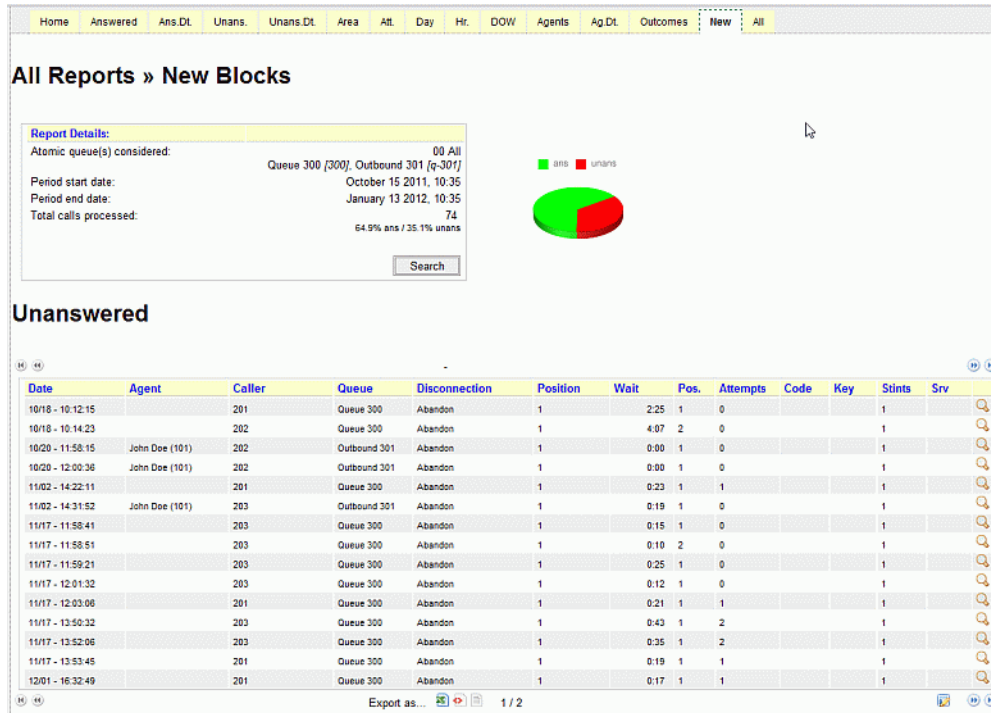 Home Answered Ans.Dt. Unans. Unans.Dt. Area Att. Day Hr. DOW Agents Ag.Dt. Outcomes New All
All Reports » New Blocks
Report Details:
Atomic queue(s) considered: 00 All
Queue 300 [300], Outbound 301 [q-301]
Period start date: October 15 2011, 10:35
Period end date: January 13 2012, 10:35
Total calls processed: 74
64.9% ans / 35.1% unans
Search
ans unans
Unanswered
-
Date Agent Caller Queue Disconnection Position Wait Pos. Attempts Code Key Stints Srv
10/18 - 10:12:15 201 Queue 300 Abandon 1 2:25 1 0 1
10/18 - 10:14:23 202 Queue 300 Abandon 1 4:07 2 0 1
10/20 - 11:58:15 John Doe (101) 202 Outbound 301 Abandon 1 0:00 1 0 1
10/20 - 12:00:36 John Doe (101) 202 Outbound 301 Abandon 1 0:00 1 0 1
11/02 - 14:22:11 201 Queue 300 Abandon 1 0:23 1 1 1
11/02 - 14:31:52 John Doe (101) 203 Outbound 301 Abandon 1 0:19 1 0 1
11/17 - 11:58:41 203 Queue 300 Abandon 1 0:15 1 0 1
11/17 - 11:58:51 203 Queue 300 Abandon 1 0:10 2 0 1
11/17 - 11:59:21 203 Queue 300 Abandon 1 0:25 1 0 1
11/17 - 12:01:32 203 Queue 300 Abandon 1 0:12 1 0 1
11/17 - 12:03:06 201 Queue 300 Abandon 1 0:21 1 1 1
11/17 - 13:50:32 203 Queue 300 Abandon 1 0:43 1 2 1
11/17 - 13:52:06 203 Queue 300 Abandon 1 0:35 1 2 1
11/17 - 13:53:45 201 Queue 300 Abandon 1 0:19 1 1 1
12/01 - 16:32:49 201 Queue 300 Abandon 1 0:17 1 1 1
Export as... 1 / 2